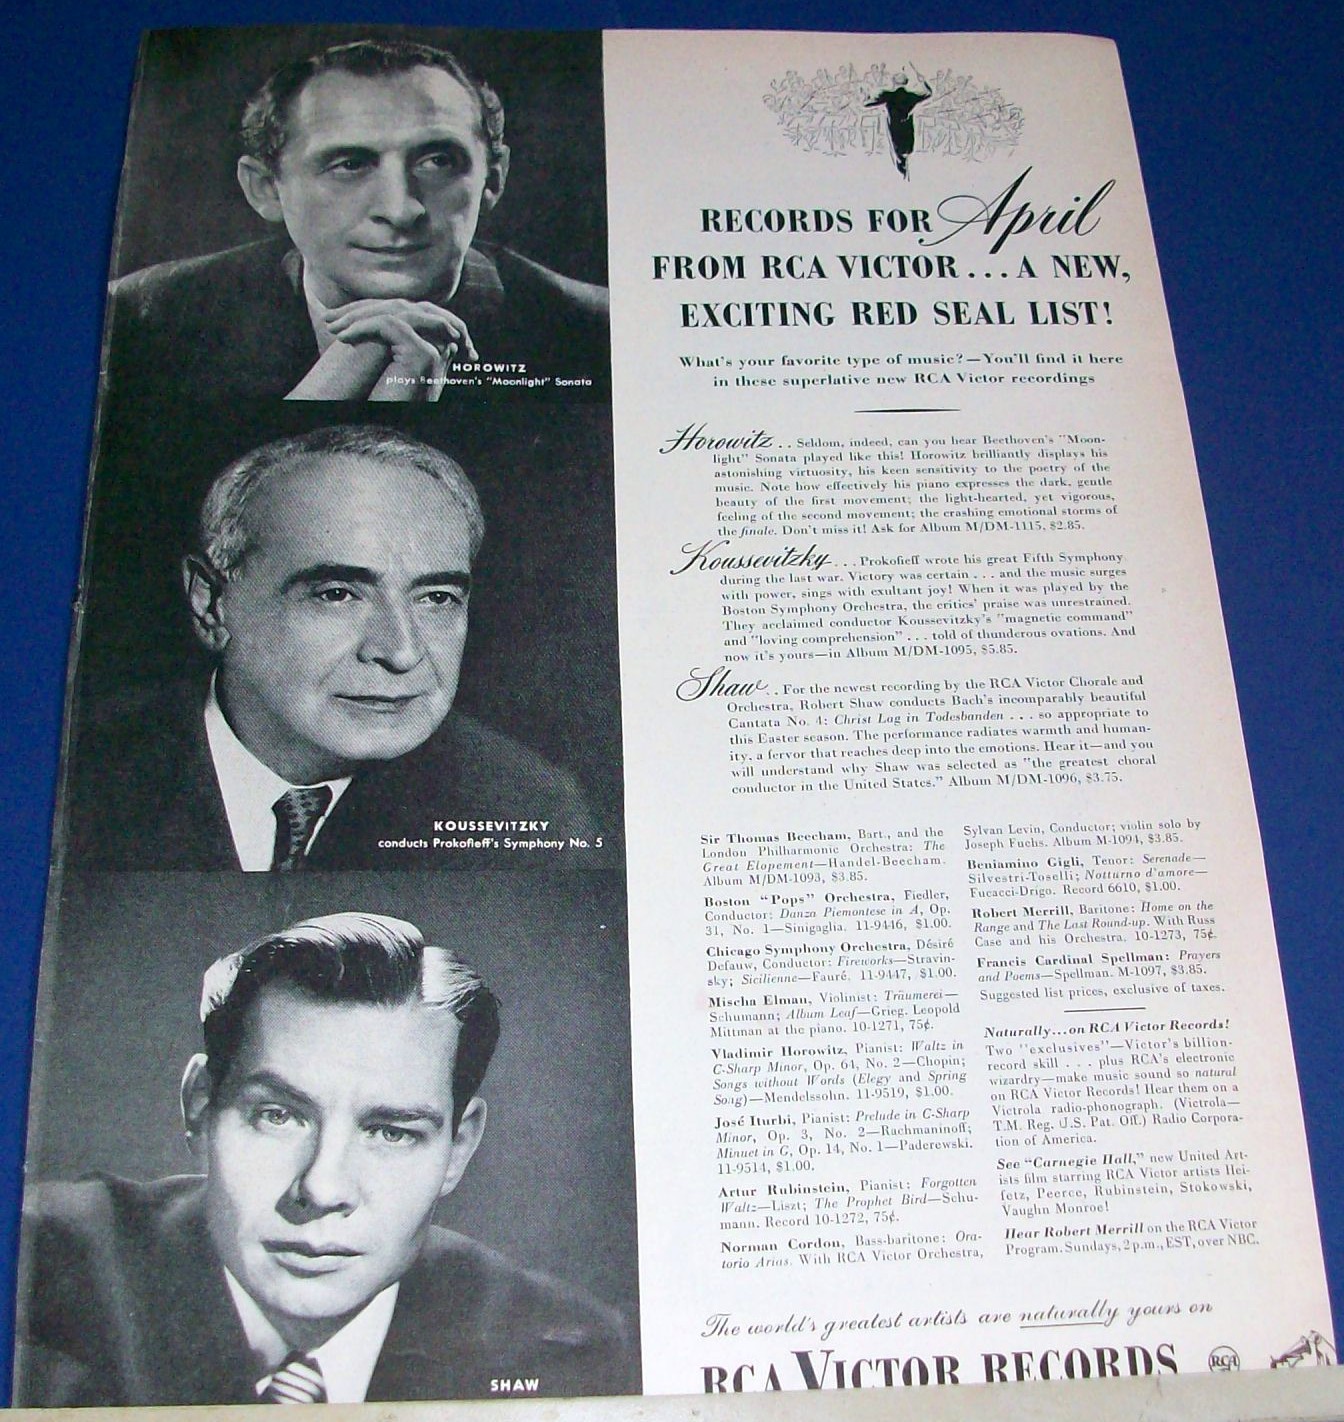 HOROWITZ
plays Beethoven's "Moonlight" Sonata
KOUSSEVITZKY
conducts Prokofieff's Symphony No. 5
SHAW
RECORDS FOR April
FROM RCA VICTOR...A NEW,
EXCITING RED SEAL LIST!
What's your favorite type of music?—You'll find it here
in these superlative new RCA Victor recordings
Horowitz .. Seldom, indeed, can you hear Beethoven's "Moon-
light" Sonata played like this! Horowitz brilliantly displays his
astonishing virtuosity, his keen sensitivity to the poetry of the
music. Note how effectively his piano expresses the dark, gentle
beauty of the first movement; the light-hearted, yet vigorous,
feeling of the second movement; the crashing emotional storms of
the finale. Don't miss it! Ask for Album M/DM-1115, $2.85.
Koussevitzky ... Prokofieff wrote his great Fifth Symphony
during the last war. Victory was certain . . . and the music surges
with power, sings with exultant joy! When it was played by the
Boston Symphony Orchestra, the critics' praise was unrestrained.
They acclaimed conductor Koussevitzky's "magnetic command"
and "loving comprehension" . . . told of thunderous ovations. And
now it's yours—in Album M/DM-1095, $5.85.
Shaw .. For the newest recording by the RCA Victor Chorale and
Orchestra, Robert Shaw conducts Bach's incomparably beautiful
Cantata No. 4: Christ Lag in Todesbanden . . . so appropriate to
this Easter season. The performance radiates warmth and human-
ity, a fervor that reaches deep into the emotions. Hear it—and you
will understand why Shaw was selected as "the greatest choral
conductor in the United States." Album M/DM-1096, $3.75.
Sir Thomas Beecham, Bart., and the
London Philharmonic Orchestra: The
Great Elopement—Handel-Beecham.
Album M/DM-1093, $3.85.
Boston "Pops" Orchestra, Fiedler,
Conductor: Danza Piemontese in A, Op.
31, No. 1—Sinigaglia. 11-9446, $1.00.
Chicago Symphony Orchestra, Désiré
Defauw, Conductor: Fireworks—Stravin-
sky; Sicilienne—Fauré. 11-9447, $1.00.
Mischa Elman, Violinist: Träumerei—
Schumann; Album Leaf—Grieg. Leopold
Mittman at the piano. 10-1271, 75¢.
Vladimir Horowitz, Pianist: Waltz in
C-Sharp Minor, Op. 64, No. 2—Chopin;
Songs without Words (Elegy and Spring
Song)—Mendelssohn. 11-9519, $1.00.
José Iturbi, Pianist: Prelude in C-Sharp
Minor, Op. 3, No. 2—Rachmaninoff;
Minuet in G, Op. 14, No. 1—Paderewski.
11-9514, $1.00.
Artur Rubinstein, Pianist: Forgotten
Waltz—Liszt; The Prophet Bird—Schu-
mann. Record 10-1272, 75¢.
Norman Cordon, Bass-baritone: Ora-
torio Arias. With RCA Victor Orchestra,
Sylvan Levin, Conductor; violin solo by
Joseph Fuchs. Album M-1094, $3.85.
Beniamino Gigli, Tenor: Serenade—
Silvestri-Toselli; Notturno d'amore—
Fucacci-Drigo. Record 6610, $1.00.
Robert Merrill, Baritone: Home on the
Range and The Last Round-up. With Russ
Case and his Orchestra. 10-1273, 75¢.
Francis Cardinal Spellman: Prayers
and Poems—Spellman. M-1097, $3.85.
Suggested list prices, exclusive of taxes.
Naturally...on RCA Victor Records!
Two "exclusives"—Victor's billion-
record skill . . . plus RCA's electronic
wizardry—make music sound so natural
on RCA Victor Records! Hear them on a
Victrola radio-phonograph. (Victrola—
T.M. Reg. U.S. Pat. Off.) Radio Corpora-
tion of America.
See "Carnegie Hall," new United Art-
ists film starring RCA Victor artists Hei-
fetz, Peerce, Rubinstein, Stokowski,
Vaughn Monroe!
Hear Robert Merrill on the RCA Victor
Program. Sundays, 2 p.m., EST, over NBC.
The world's greatest artists are naturally yours on
RCA VICTOR RECORDS
RCA